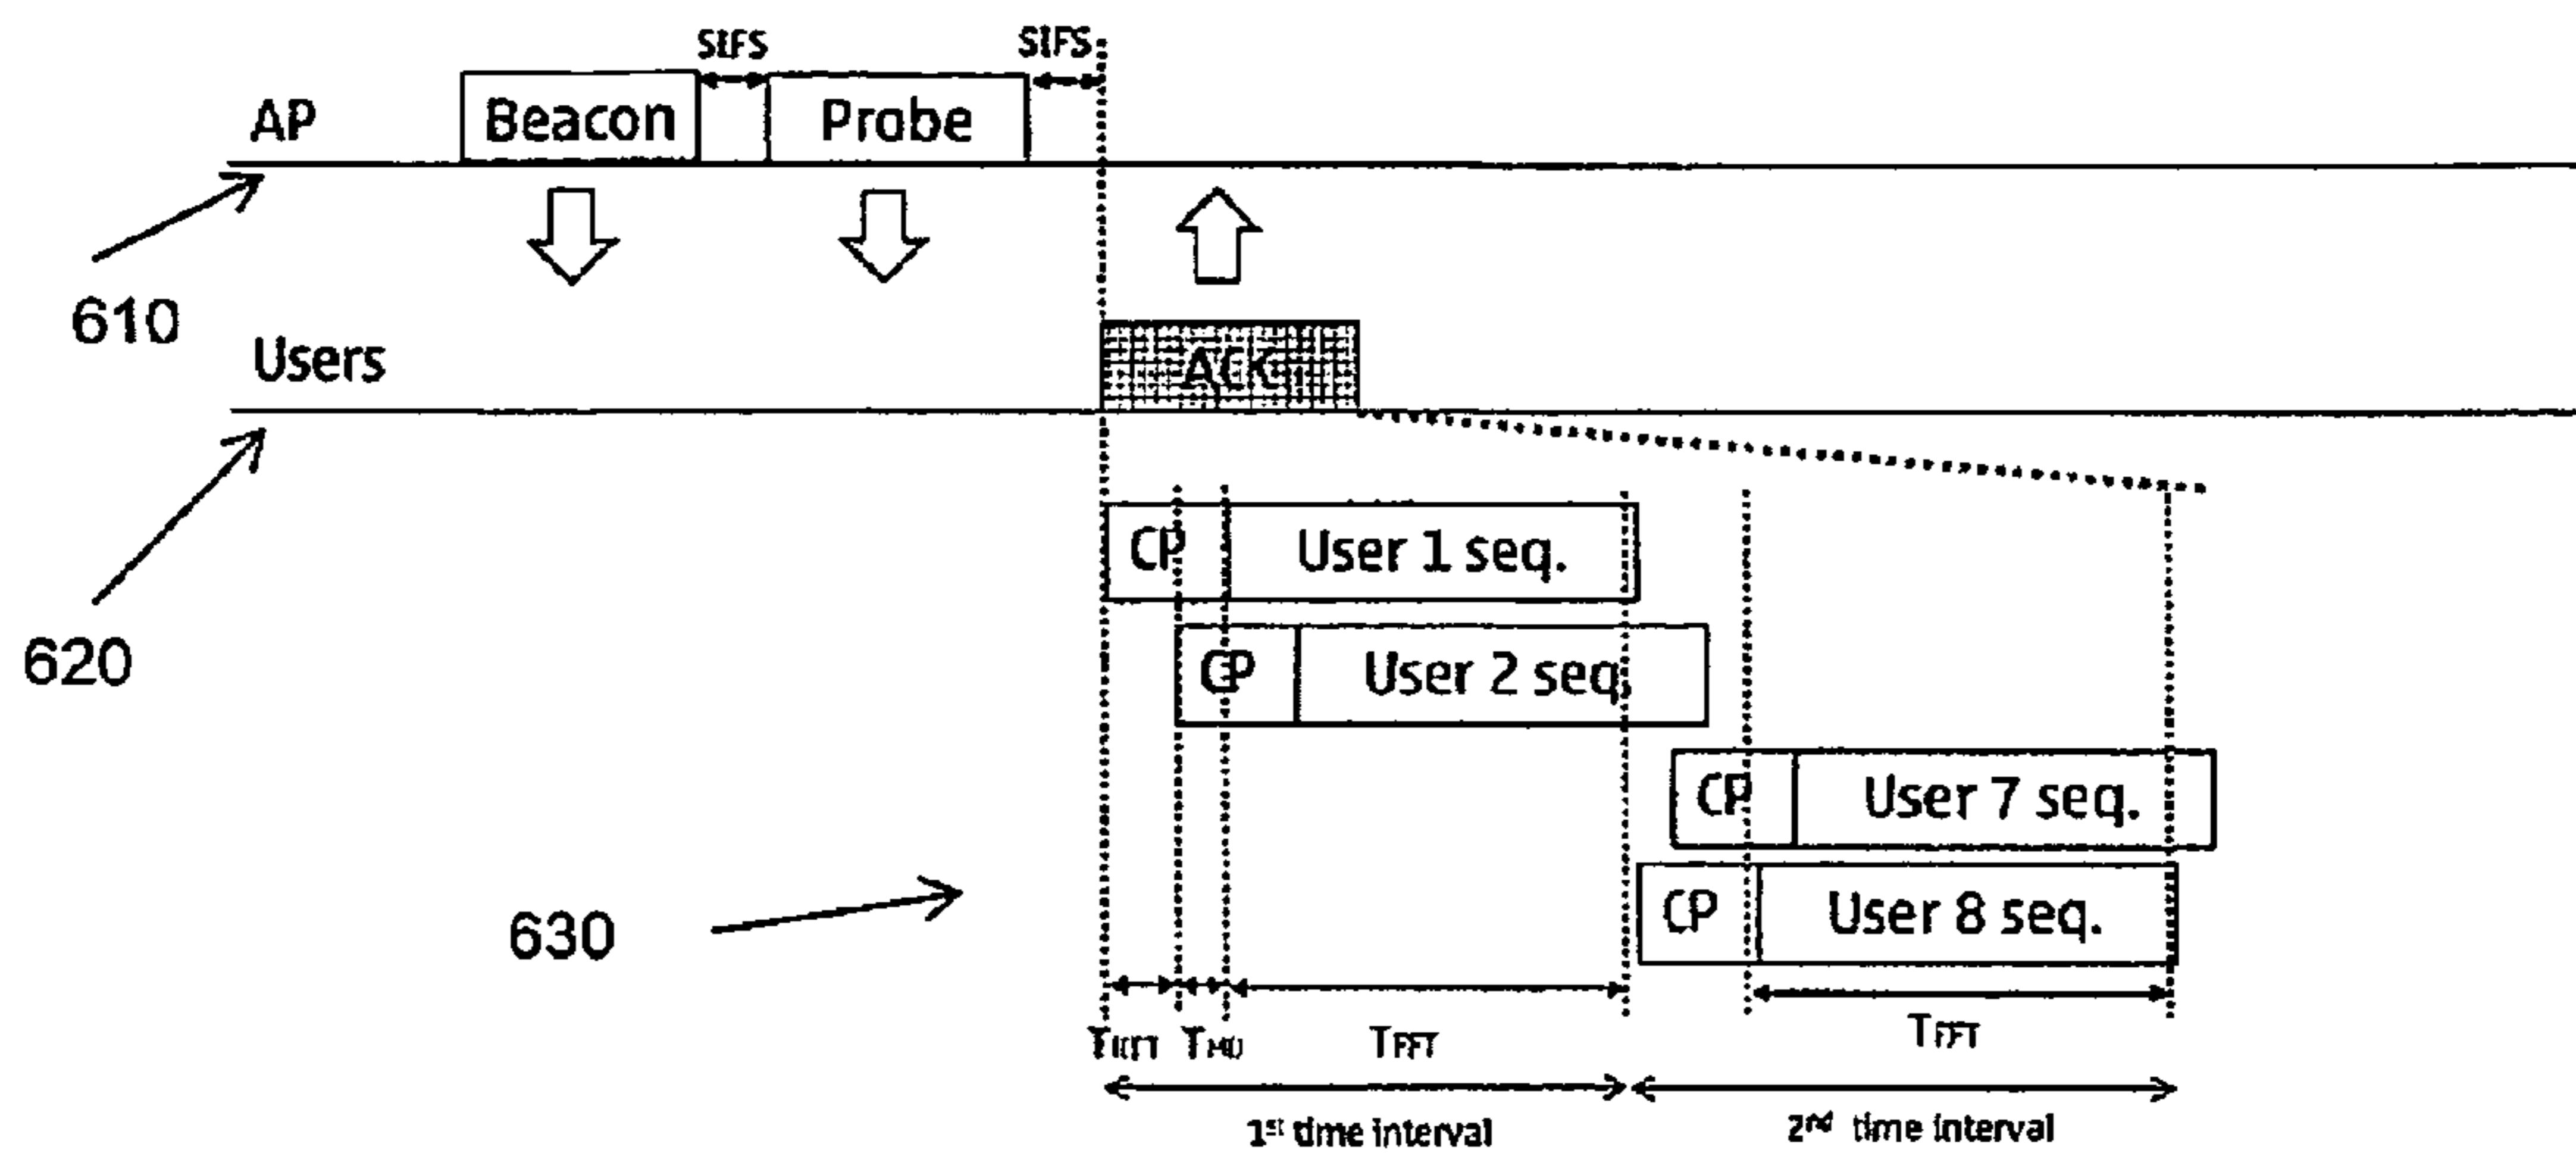 SIFS SIFS
AP Beacon Probe
610
Users ACK
620
CP User 1 seq.
CP User 2 seq.
CP User 7 seq.
CP User 8 seq.
630
TFFT TFFT
1st time interval 2nd time interval